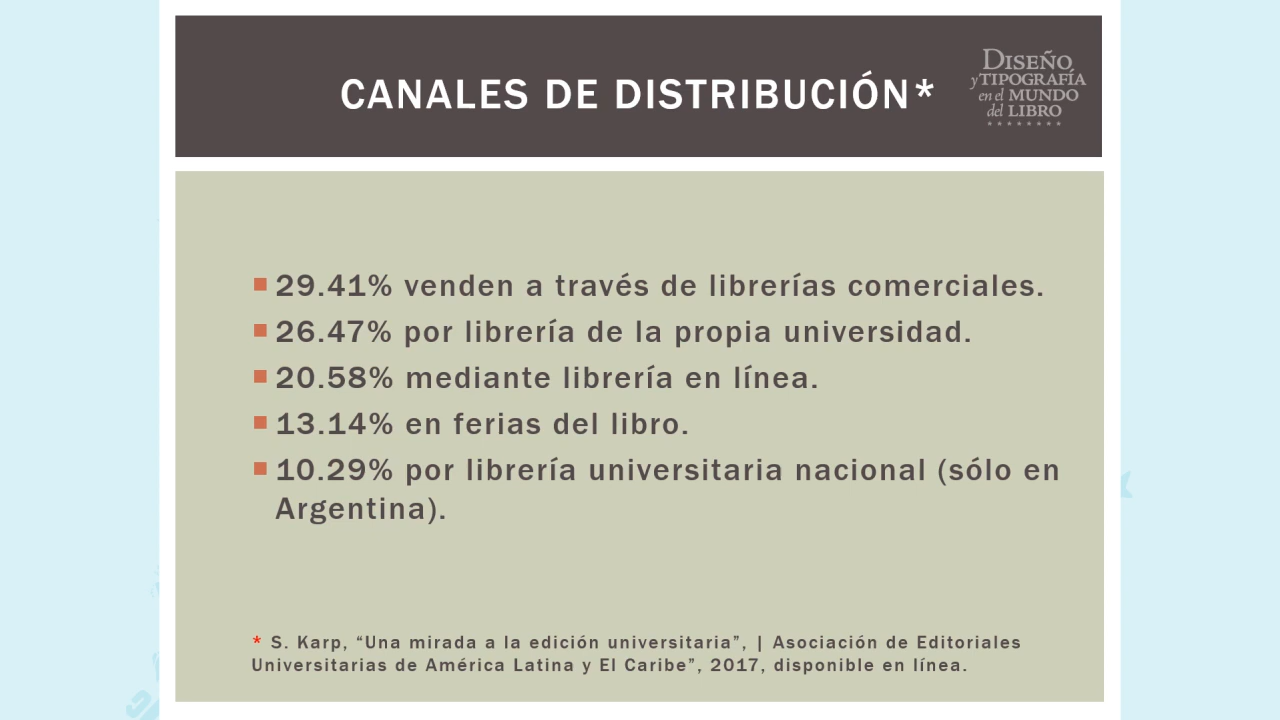 CANALES DE DISTRIBUCIÓN*
DISEÑO
y TIPOGRAFÍA
en el MUNDO
del LIBRO
29.41% venden a través de librerías comerciales.
26.47% por librería de la propia universidad.
20.58% mediante librería en línea.
13.14% en ferias del libro.
10.29% por librería universitaria nacional (sólo en
Argentina).
* S. Karp, “Una mirada a la edición universitaria”, | Asociación de Editoriales
Universitarias de América Latina y El Caribe”, 2017, disponible en línea.